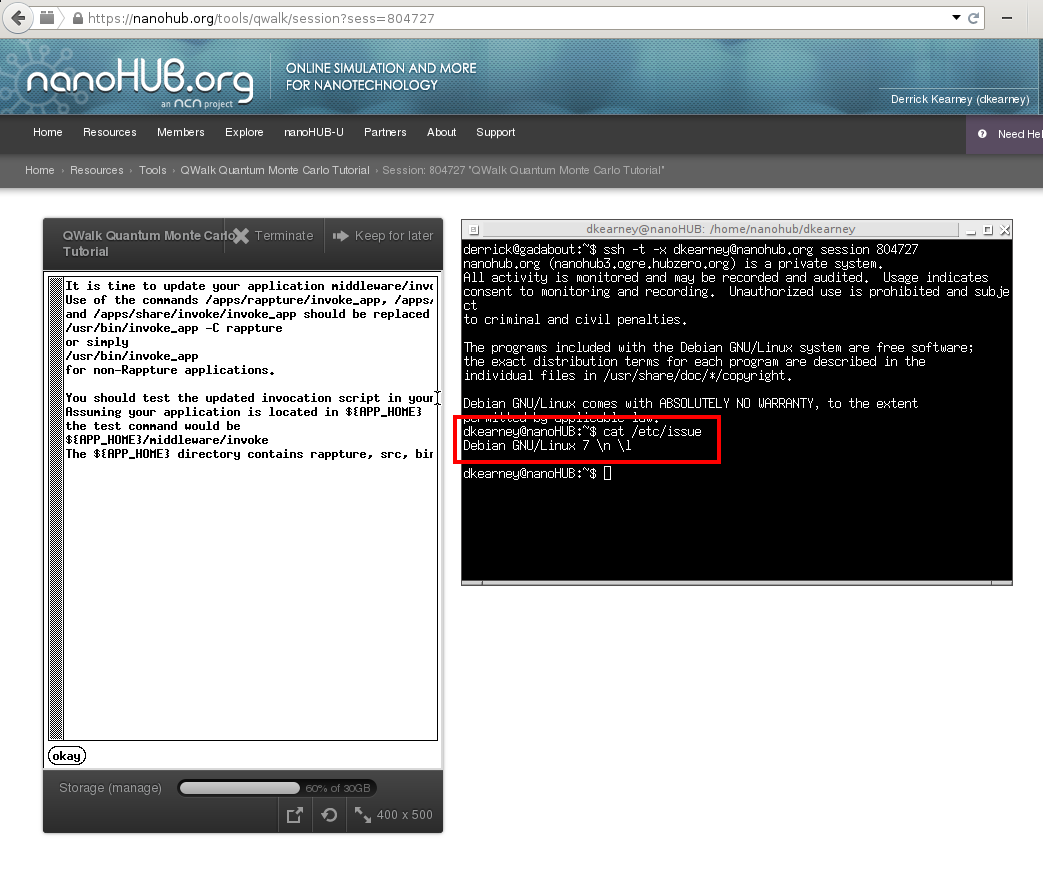 https://nanohub.org/tools/qwalk/session?sess=804727
nanoHUB.org
an ncn project
ONLINE SIMULATION AND MORE
FOR NANOTECHNOLOGY
Derrick Kearney (dkearney)
Home Resources Members Explore nanoHUB-U Partners About Support
Need Hel
Home › Resources › Tools › QWalk Quantum Monte Carlo Tutorial › Session: 804727 "QWalk Quantum Monte Carlo Tutorial"
QWalk Quantum Monte Carlo
Tutorial
Terminate
Keep for later
It is time to update your application middleware/invo
Use of the commands /apps/rappture/invoke_app, /apps/
and /apps/share/invoke/invoke_app should be replaced
/usr/bin/invoke_app -C rappture
or simply
/usr/bin/invoke_app
for non-Rappture applications.
You should test the updated invocation script in your
Assuming your application is located in ${APP_HOME}
the test command would be
${APP_HOME}/middleware/invoke
The ${APP_HOME} directory contains rappture, src, bin
okay
Storage (manage)
60% of 30GB
400 x 500
dkearney@nanoHUB: /home/nanohub/dkearney
derrick@gadabout:~$ ssh -t -x dkearney@nanohub.org session 804727
nanohub.org (nanohub3.ogre.hubzero.org) is a private system.
All activity is monitored and may be recorded and audited.  Usage indicates
consent to monitoring and recording.  Unauthorized use is prohibited and subje
ct
to criminal and civil penalties.
The programs included with the Debian GNU/Linux system are free software;
the exact distribution terms for each program are described in the
individual files in /usr/share/doc/*/copyright.
Debian GNU/Linux comes with ABSOLUTELY NO WARRANTY, to the extent
permitted by applicable law.
dkearney@nanoHUB:~$ cat /etc/issue
Debian GNU/Linux 7 \n \l
dkearney@nanoHUB:~$